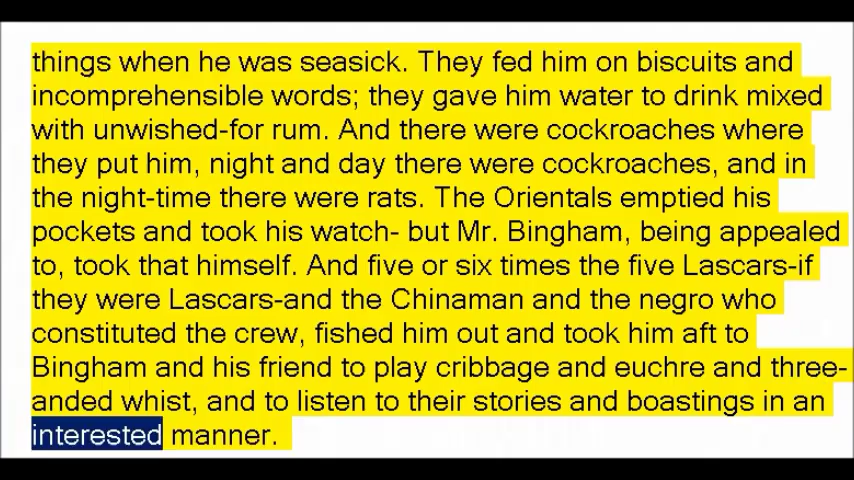 things when he was seasick. They fed him on biscuits and
incomprehensible words; they gave him water to drink mixed
with unwished-for rum. And there were cockroaches where
they put him, night and day there were cockroaches, and in
the night-time there were rats. The Orientals emptied his
pockets and took his watch- but Mr. Bingham, being appealed
to, took that himself. And five or six times the five Lascars-if
they were Lascars-and the Chinaman and the negro who
constituted the crew, fished him out and took him aft to
Bingham and his friend to play cribbage and euchre and three-
anded whist, and to listen to their stories and boastings in an
interested manner.